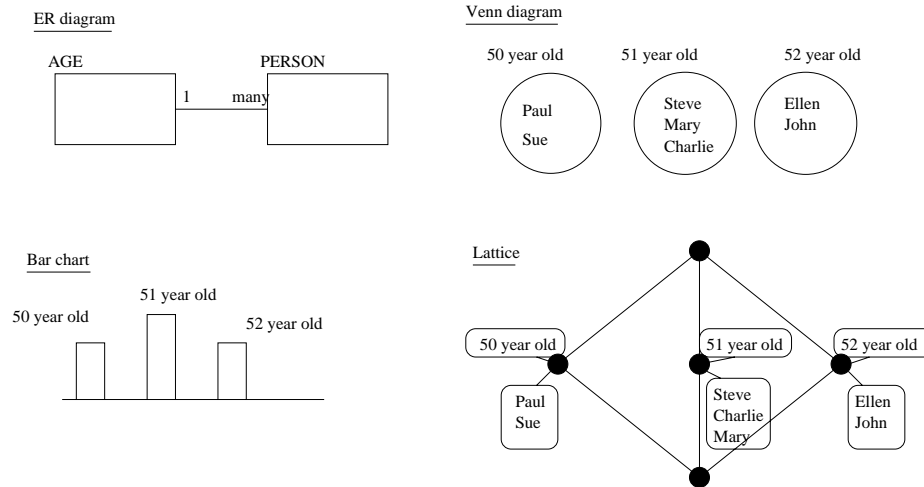 ER diagram
AGE
PERSON
1
many
Venn diagram
50 year old
51 year old
52 year old
Paul
Sue
Steve
Mary
Charlie
Ellen
John
Bar chart
50 year old
51 year old
52 year old
Lattice
50 year old
51 year old
52 year old
Paul
Sue
Steve
Charlie
Mary
Ellen
John